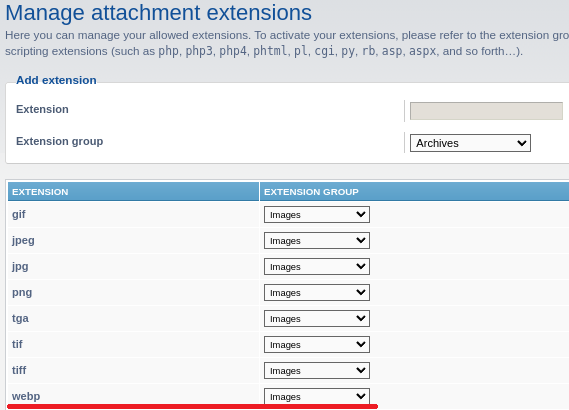 Manage attachment extensions
Here you can manage your allowed extensions. To activate your extensions, please refer to the extension gro
scripting extensions (such as php, php3, php4, phtml, pl, cgi, py, rb, asp, aspx, and so forth…).
Add extension
Extension
Extension group Archives
EXTENSION EXTENSION GROUP
gif Images
jpeg Images
jpg Images
png Images
tga Images
tif Images
tiff Images
webp Images